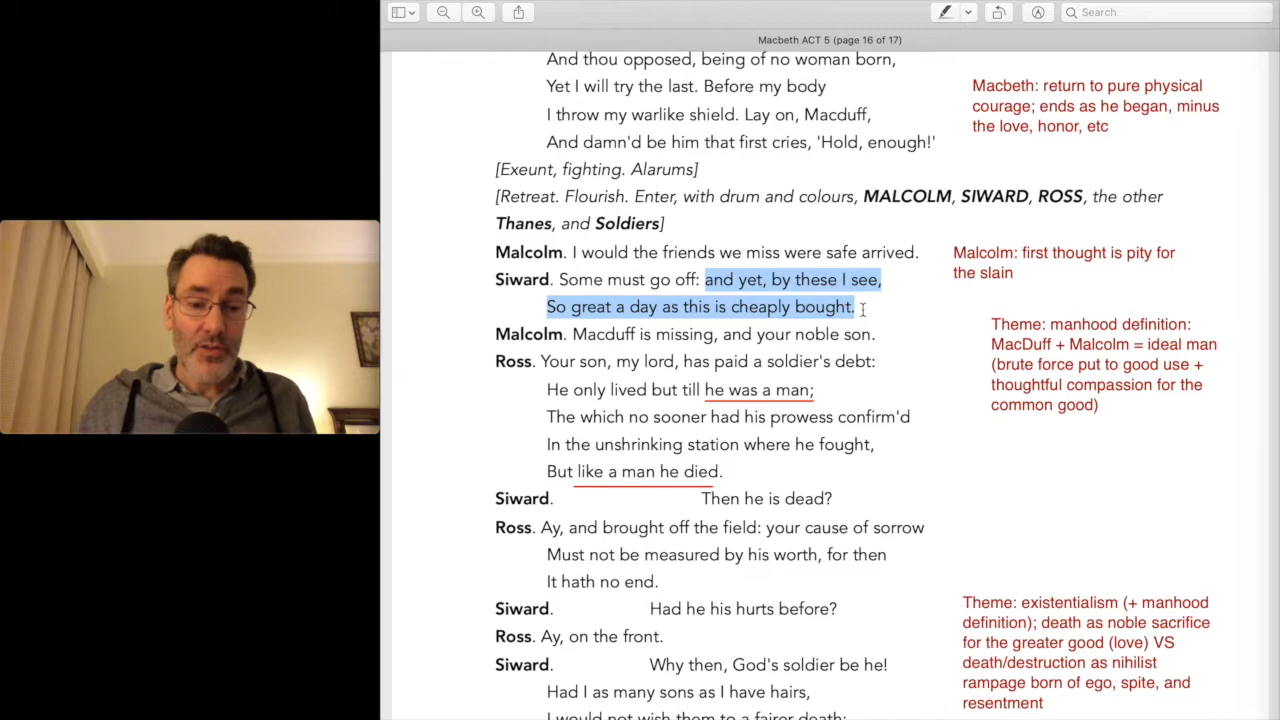 Search
Macbeth ACT 5 (page 16 of 17)
And thou opposed, being of no woman born,
Yet I will try the last. Before my body
I throw my warlike shield. Lay on, Macduff,
And damn'd be him that first cries, 'Hold, enough!'
Macbeth: return to pure physical
courage; ends as he began, minus
the love, honor, etc
[Exeunt, fighting. Alarums]
[Retreat. Flourish. Enter, with drum and colours, MALCOLM, SIWARD, ROSS, the other
Thanes, and Soldiers]
Malcolm. I would the friends we miss were safe arrived.
Malcolm: first thought is pity for
the slain
Siward. Some must go off: and yet, by these I see,
So great a day as this is cheaply bought.
Malcolm. Macduff is missing, and your noble son.
Theme: manhood definition:
MacDuff + Malcolm = ideal man
(brute force put to good use +
thoughtful compassion for the
common good)
Ross. Your son, my lord, has paid a soldier's debt:
He only lived but till he was a man;
The which no sooner had his prowess confirm'd
In the unshrinking station where he fought,
But like a man he died.
Siward. Then he is dead?
Ross. Ay, and brought off the field: your cause of sorrow
Must not be measured by his worth, for then
It hath no end.
Siward. Had he his hurts before?
Ross. Ay, on the front.
Siward. Why then, God's soldier be he!
Had I as many sons as I have hairs,
I would not wish them to a fairer death:
Theme: existentialism (+ manhood
definition); death as noble sacrifice
for the greater good (love) VS
death/destruction as nihilist
rampage born of ego, spite, and
resentment